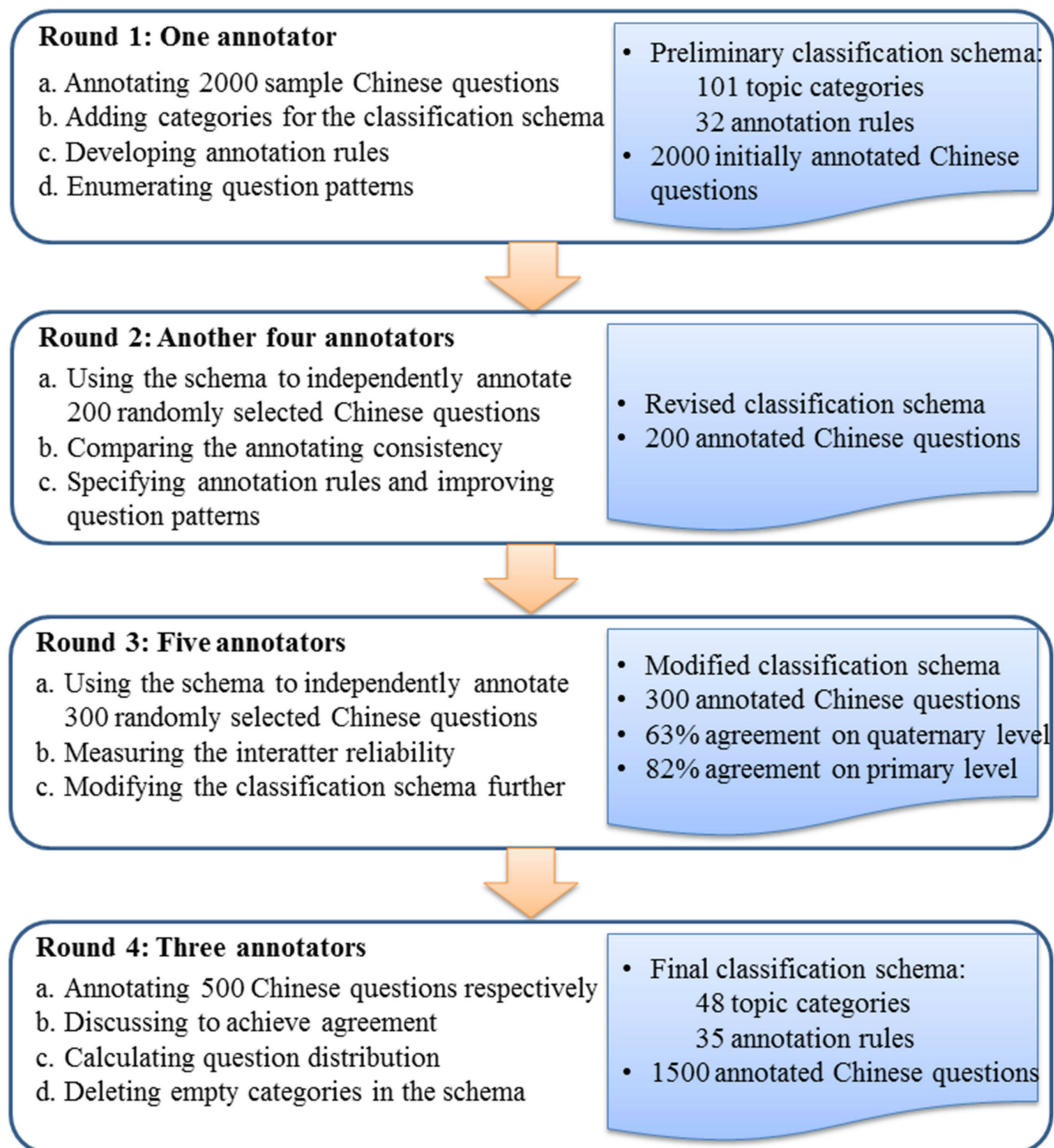 Round 1: One annotator
a. Annotating 2000 sample Chinese questions
b. Adding categories for the classification schema
c. Developing annotation rules
d. Enumerating question patterns
• Preliminary classification schema:
101 topic categories
32 annotation rules
• 2000 initially annotated Chinese
questions
Round 2: Another four annotators
a. Using the schema to independently annotate
200 randomly selected Chinese questions
b. Comparing the annotating consistency
c. Specifying annotation rules and improving
question patterns
• Revised classification schema
• 200 annotated Chinese questions
Round 3: Five annotator
a. Using the schema to independently annotate
300 randomly selected Chinese questions
b. Measuring the interatter reliability
c. Modifying the classification schema further
• Modified classification schema
• 300 annotated Chinese questions
• 63% agreement on quaternary level
• 82% agreement on primary level
Round 4: Three annotators
a. Annotating 500 Chinese questions respectively
b. Discussing to achieve agreement
c. Calculating question distribution
d. Deleting empty categories in the schema
• Final classification schema:
48 topic categories
35 annotation rules
• 1500 annotated Chinese questions